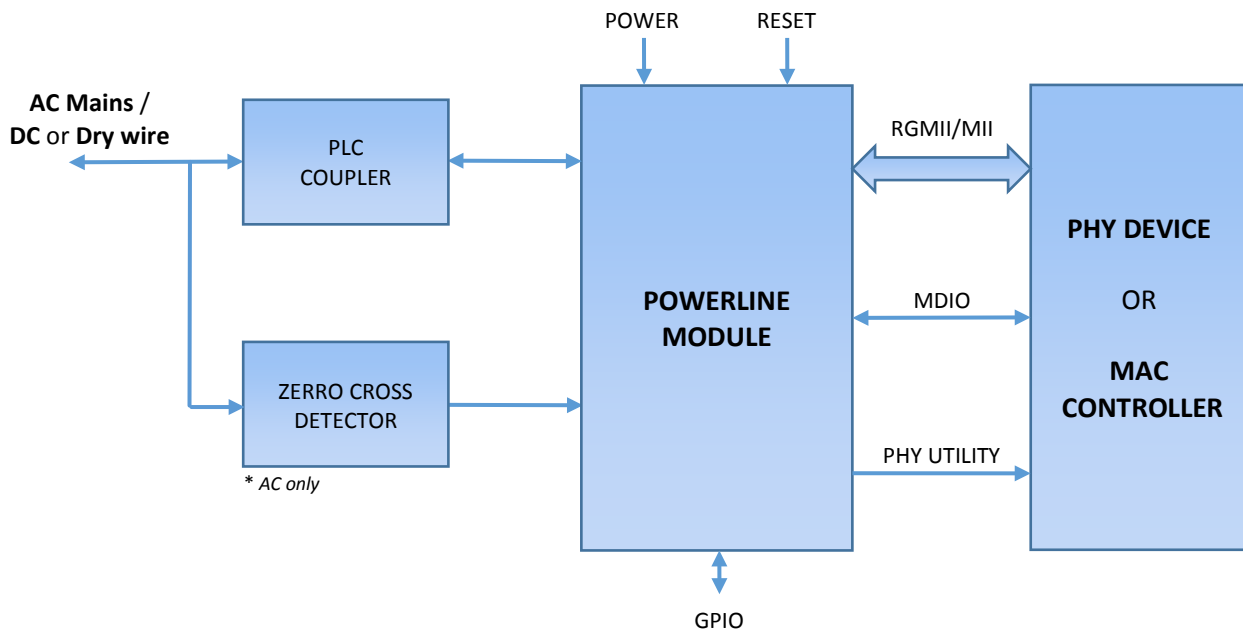 POWER
RESET
AC Mains /
DC or Dry wire
PLC
COUPLER
RGMII/MII
POWERLINE
MODULE
PHY DEVICE
OR
MAC
CONTROLLER
MDIO
ZERRO CROSS
DETECTOR
* AC only
PHY UTILITY
GPIO